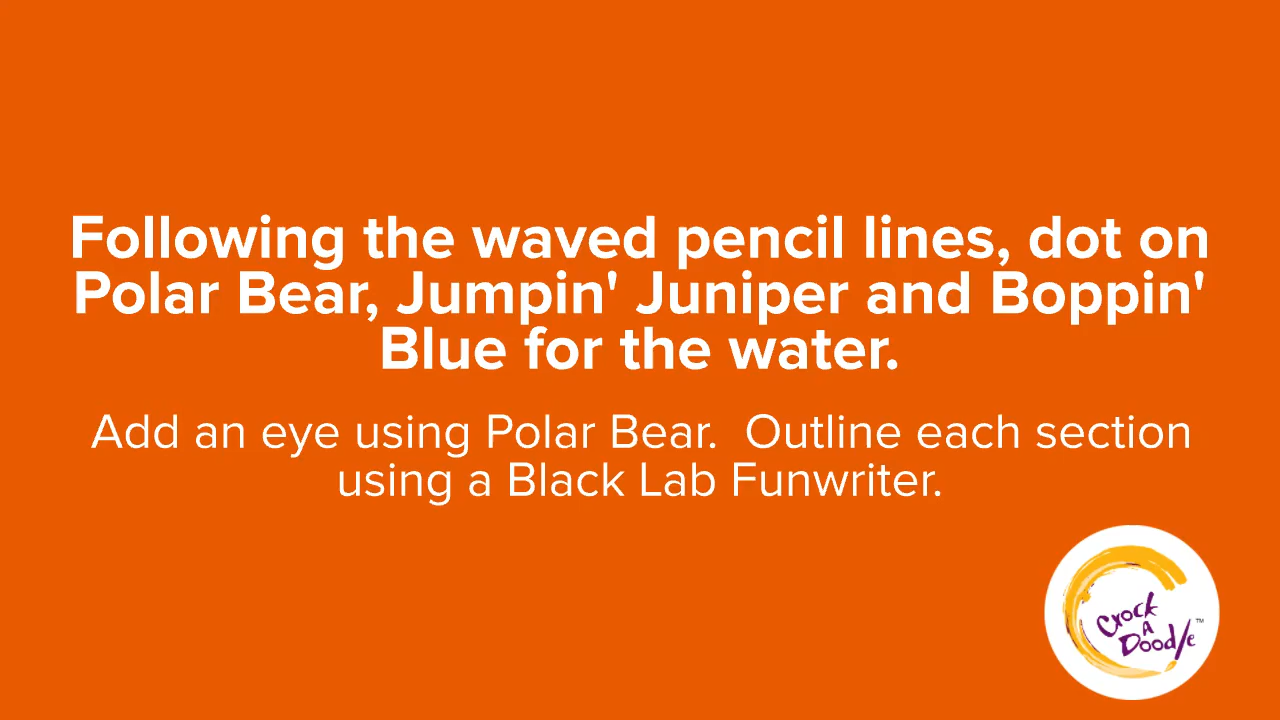 Following the waved pencil lines, dot on
Polar Bear, Jumpin' Juniper and Boppin'
Blue for the water.
Add an eye using Polar Bear.  Outline each section
using a Black Lab Funwriter.
Crock
A
Doodle
™